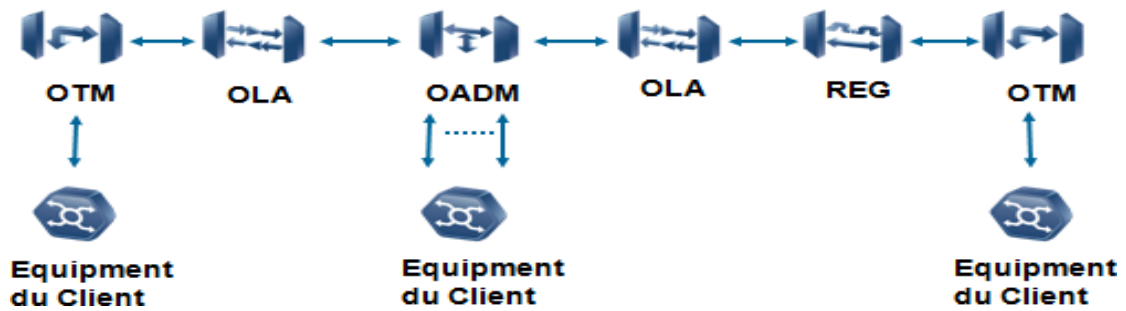 OTM
OLA
OADM
OLA
REG
OTM
Equipment
du Client
Equipment
du Client
Equipment
du Client